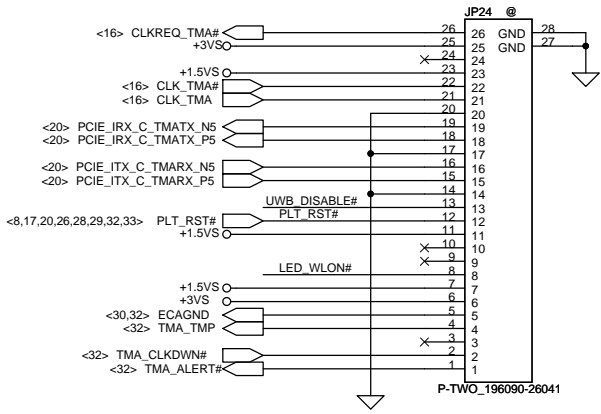 JP24 @
<16> CLKREQ_TMA# 26 26 GND 28
+3VS 25 25 GND 27
24 24
+1.5VS 23 23
<16> CLK_TMA# 22 22
<16> CLK_TMA 21 21
20 20
<20> PCIE_IRX_C_TMATX_N5 19 19
<20> PCIE_IRX_C_TMATX_P5 18 18
17 17
<20> PCIE_ITX_C_TMARX_N5 16 16
<20> PCIE_ITX_C_TMARX_P5 15 15
14 14
UWB_DISABLE# 13 13
<8,17,20,26,28,29,32,33> PLT_RST# PLT_RST# 12 12
+1.5VS 11 11
10 10
9 9
LED_WLON# 8 8
+1.5VS 7 7
+3VS 6 6
<30,32> ECAGND 5 5
<32> TMA_TMP 4 4
3 3
<32> TMA_CLKDWN# 2 2
<32> TMA_ALERT# 1 1
P-TWO_196090-26041